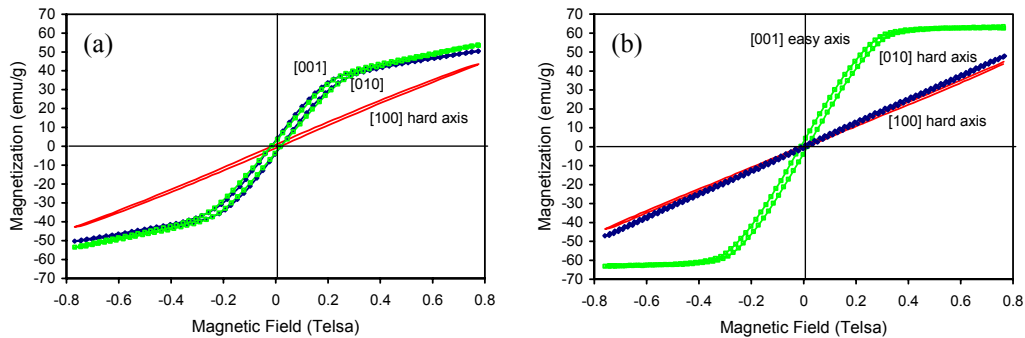 (a)
70
60
50
40
30
20
10
0
-10
-20
-30
-40
-50
-60
-70
Magnetization (emu/g)
[001]
[010]
[100] hard axis
-0.8 -0.6 -0.4 -0.2 0 0.2 0.4 0.6 0.8
Magnetic Field (Telsa)
(b)
70
60
50
40
30
20
10
0
-10
-20
-30
-40
-50
-60
-70
Magnetization (emu/g)
[001] easy axis
[010] hard axis
[100] hard axis
-0.8 -0.6 -0.4 -0.2 0 0.2 0.4 0.6 0.8
Magnetic Field (Telsa)